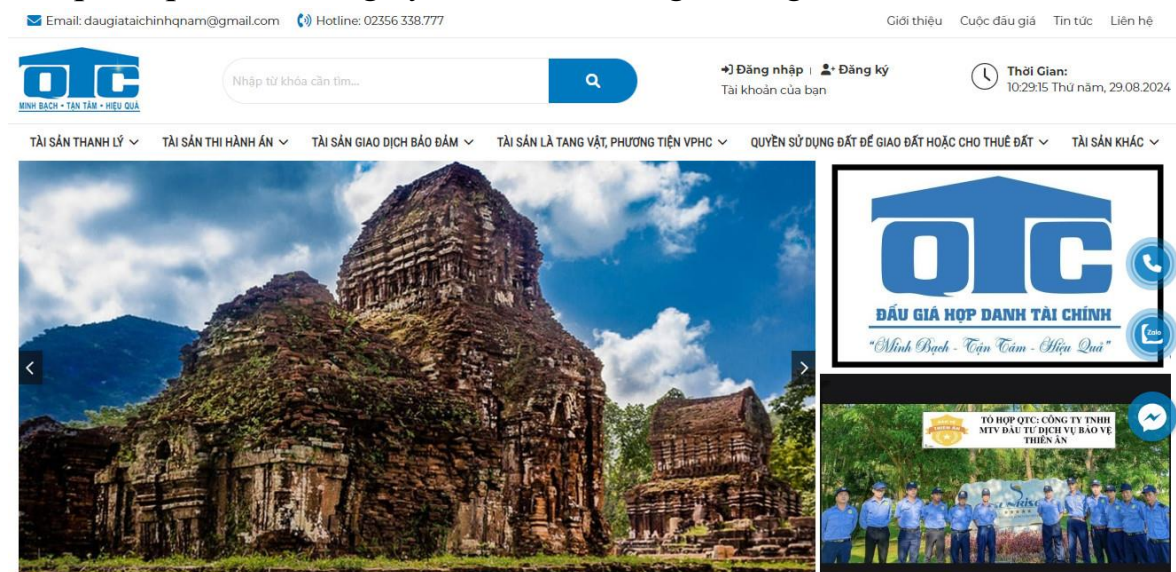 Email: daugiataichinhqnam@gmail.com
Hotline: 02356 338.777
Giới thiệu Cuộc đấu giá Tin tức Liên hệ
QTC
MINH BẠCH • TẬN TÂM • HIỆU QUẢ
Nhập từ khóa cần tìm...
Đăng nhập | Đăng ký
Tài khoản của bạn
Thời Gian:
10:29:15 Thứ năm, 29.08.2024
TÀI SẢN THANH LÝ TÀI SẢN THI HÀNH ÁN TÀI SẢN GIAO DỊCH BẢO ĐẢM TÀI SẢN LÀ TANG VẬT, PHƯƠNG TIỆN VPHC QUYỀN SỬ DỤNG ĐẤT ĐỂ GIAO ĐẤT HOẶC CHO THUÊ ĐẤT TÀI SẢN KHÁC
QTC
ĐẤU GIÁ HỢP DANH TÀI CHÍNH
"Minh Bạch - Tận Tâm - Hiệu Quả"
Zalo
TỔ HỢP QTC: CÔNG TY TNHH
MTV ĐẦU TƯ DỊCH VỤ BẢO VỆ
THIÊN ÂN